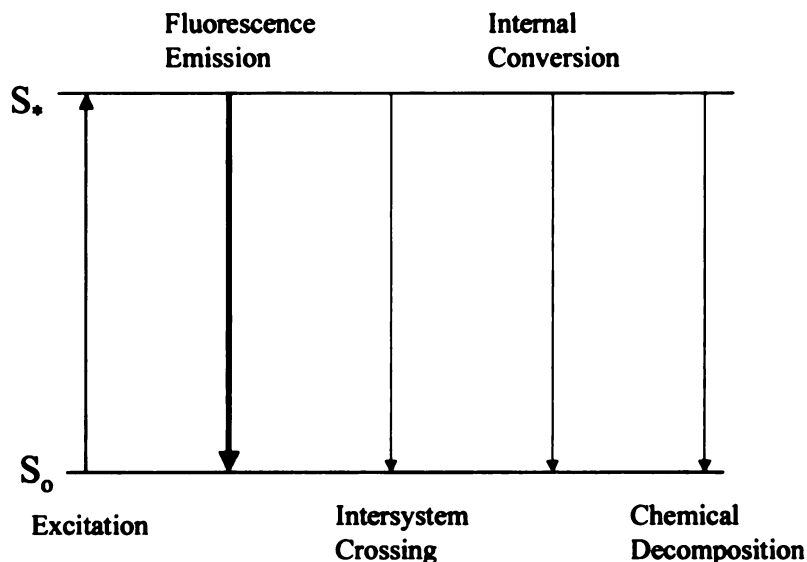 Fluorescence
Emission
Internal
Conversion
S*
So
Excitation
Intersystem
Crossing
Chemical
Decomposition